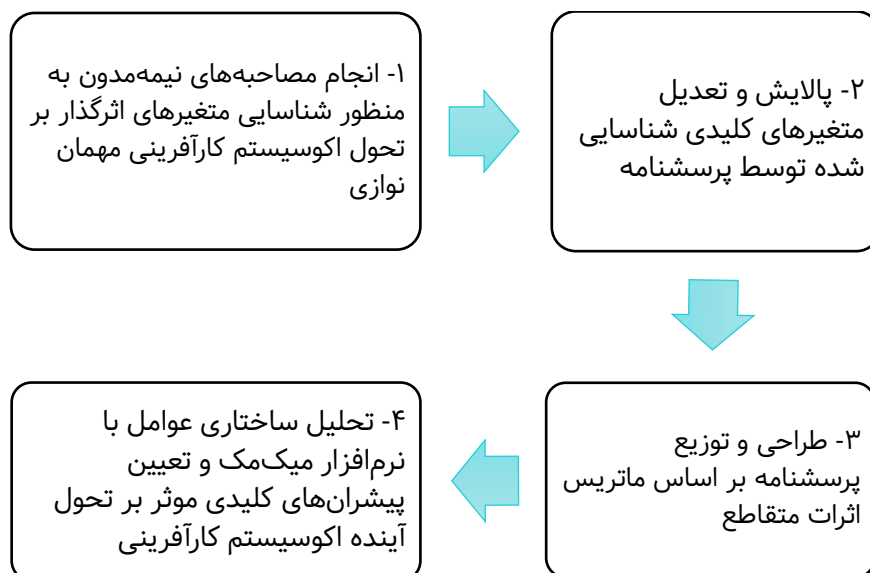 ۱- انجام مصاحبه‌های نیمه‌مدون به
منظور شناسایی متغیرهای اثرگذار بر
تحول اکوسیستم کارآفرینی مهمان
نوازی
۲- پالایش و تعدیل
متغیرهای کلیدی شناسایی
شده توسط پرسشنامه
۳- طراحی و توزیع
پرسشنامه بر اساس ماتریس
اثرات متقاطع
۴- تحلیل ساختاری عوامل با
نرم‌افزار میک‌مک و تعیین
پیشران‌های کلیدی موثر بر تحول
آینده اکوسیستم کارآفرینی